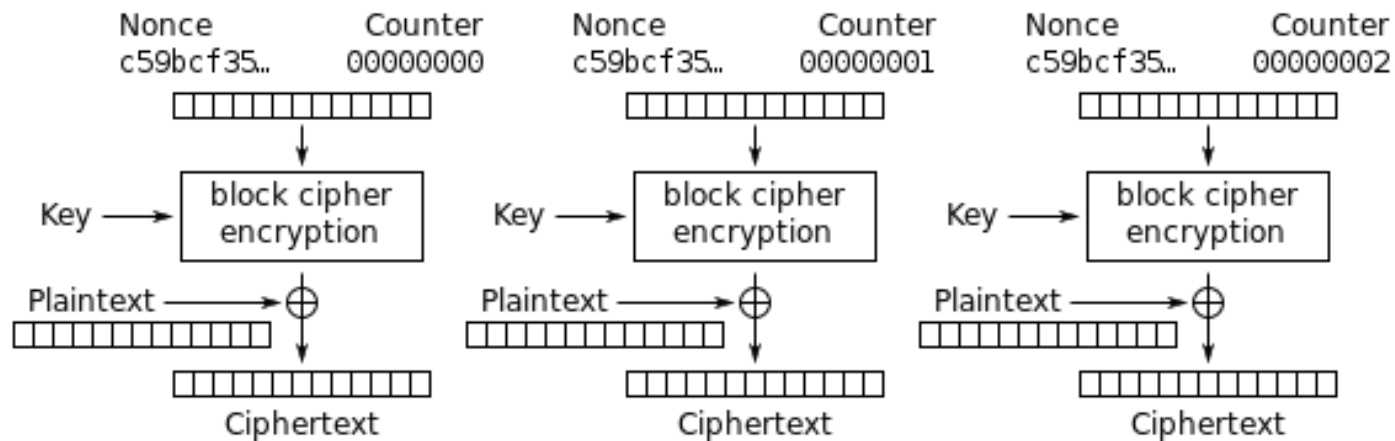 Nonce Counter Nonce Counter Nonce Counter
c59bcf35… 00000000 c59bcf35… 00000001 c59bcf35… 00000002
block cipher block cipher block cipher
Key encryption Key encryption Key encryption
Plaintext Plaintext Plaintext
Ciphertext Ciphertext Ciphertext